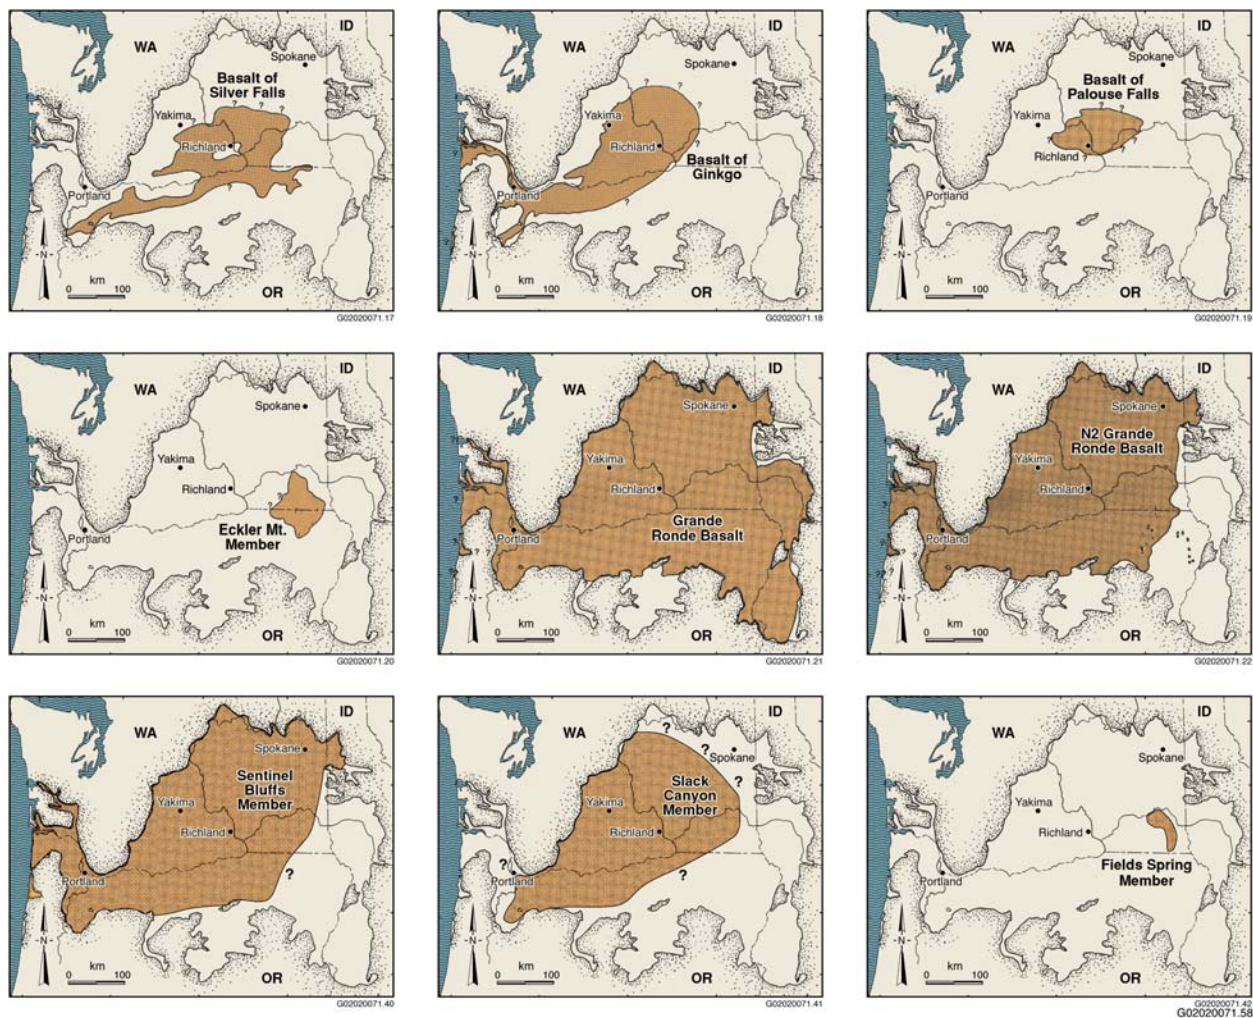 WA
ID
Spokane
Basalt of
Silver Falls
? ? ?
?
Yakima
Richland
?
Portland
N
km
0 100
OR
G02020071.17
WA
ID
Spokane
?
?
Yakima
Richland
?
?
Basalt of
Ginkgo
Portland
?
N
km
0 100
OR
G02020071.18
WA
ID
Spokane
Basalt of
Palouse Falls
? ?
Yakima
? ?
Richland ? ?
Portland
N
km
0 100
OR
G02020071.19
WA
ID
Spokane
Yakima
Richland
?
?
Eckler Mt.
Member
Portland
N
km
0 100
OR
G02020071.20
WA
ID
Spokane
?
Yakima
Richland
?
Grande
Ronde Basalt
Portland
?
?
N
km
0 100
OR
G02020071.21
WA
ID
Spokane
N2 Grande
Ronde Basalt
Yakima
Richland
?
Portland
?
? ?
N
km
0 100
OR
G02020071.22
WA
ID
Spokane
Sentinel
Bluffs
Member
Yakima
Richland
Portland
?
N
km
0 100
OR
G02020071.40
WA
ID
?
?
Spokane
?
Slack
Canyon
Member
Yakima
Richland
?
Portland
?
N
km
0 100
OR
G02020071.41
WA
ID
Spokane
Yakima
Richland
Fields Spring
Member
Portland
N
km
0 100
OR
G02020071.42
G02020071.58